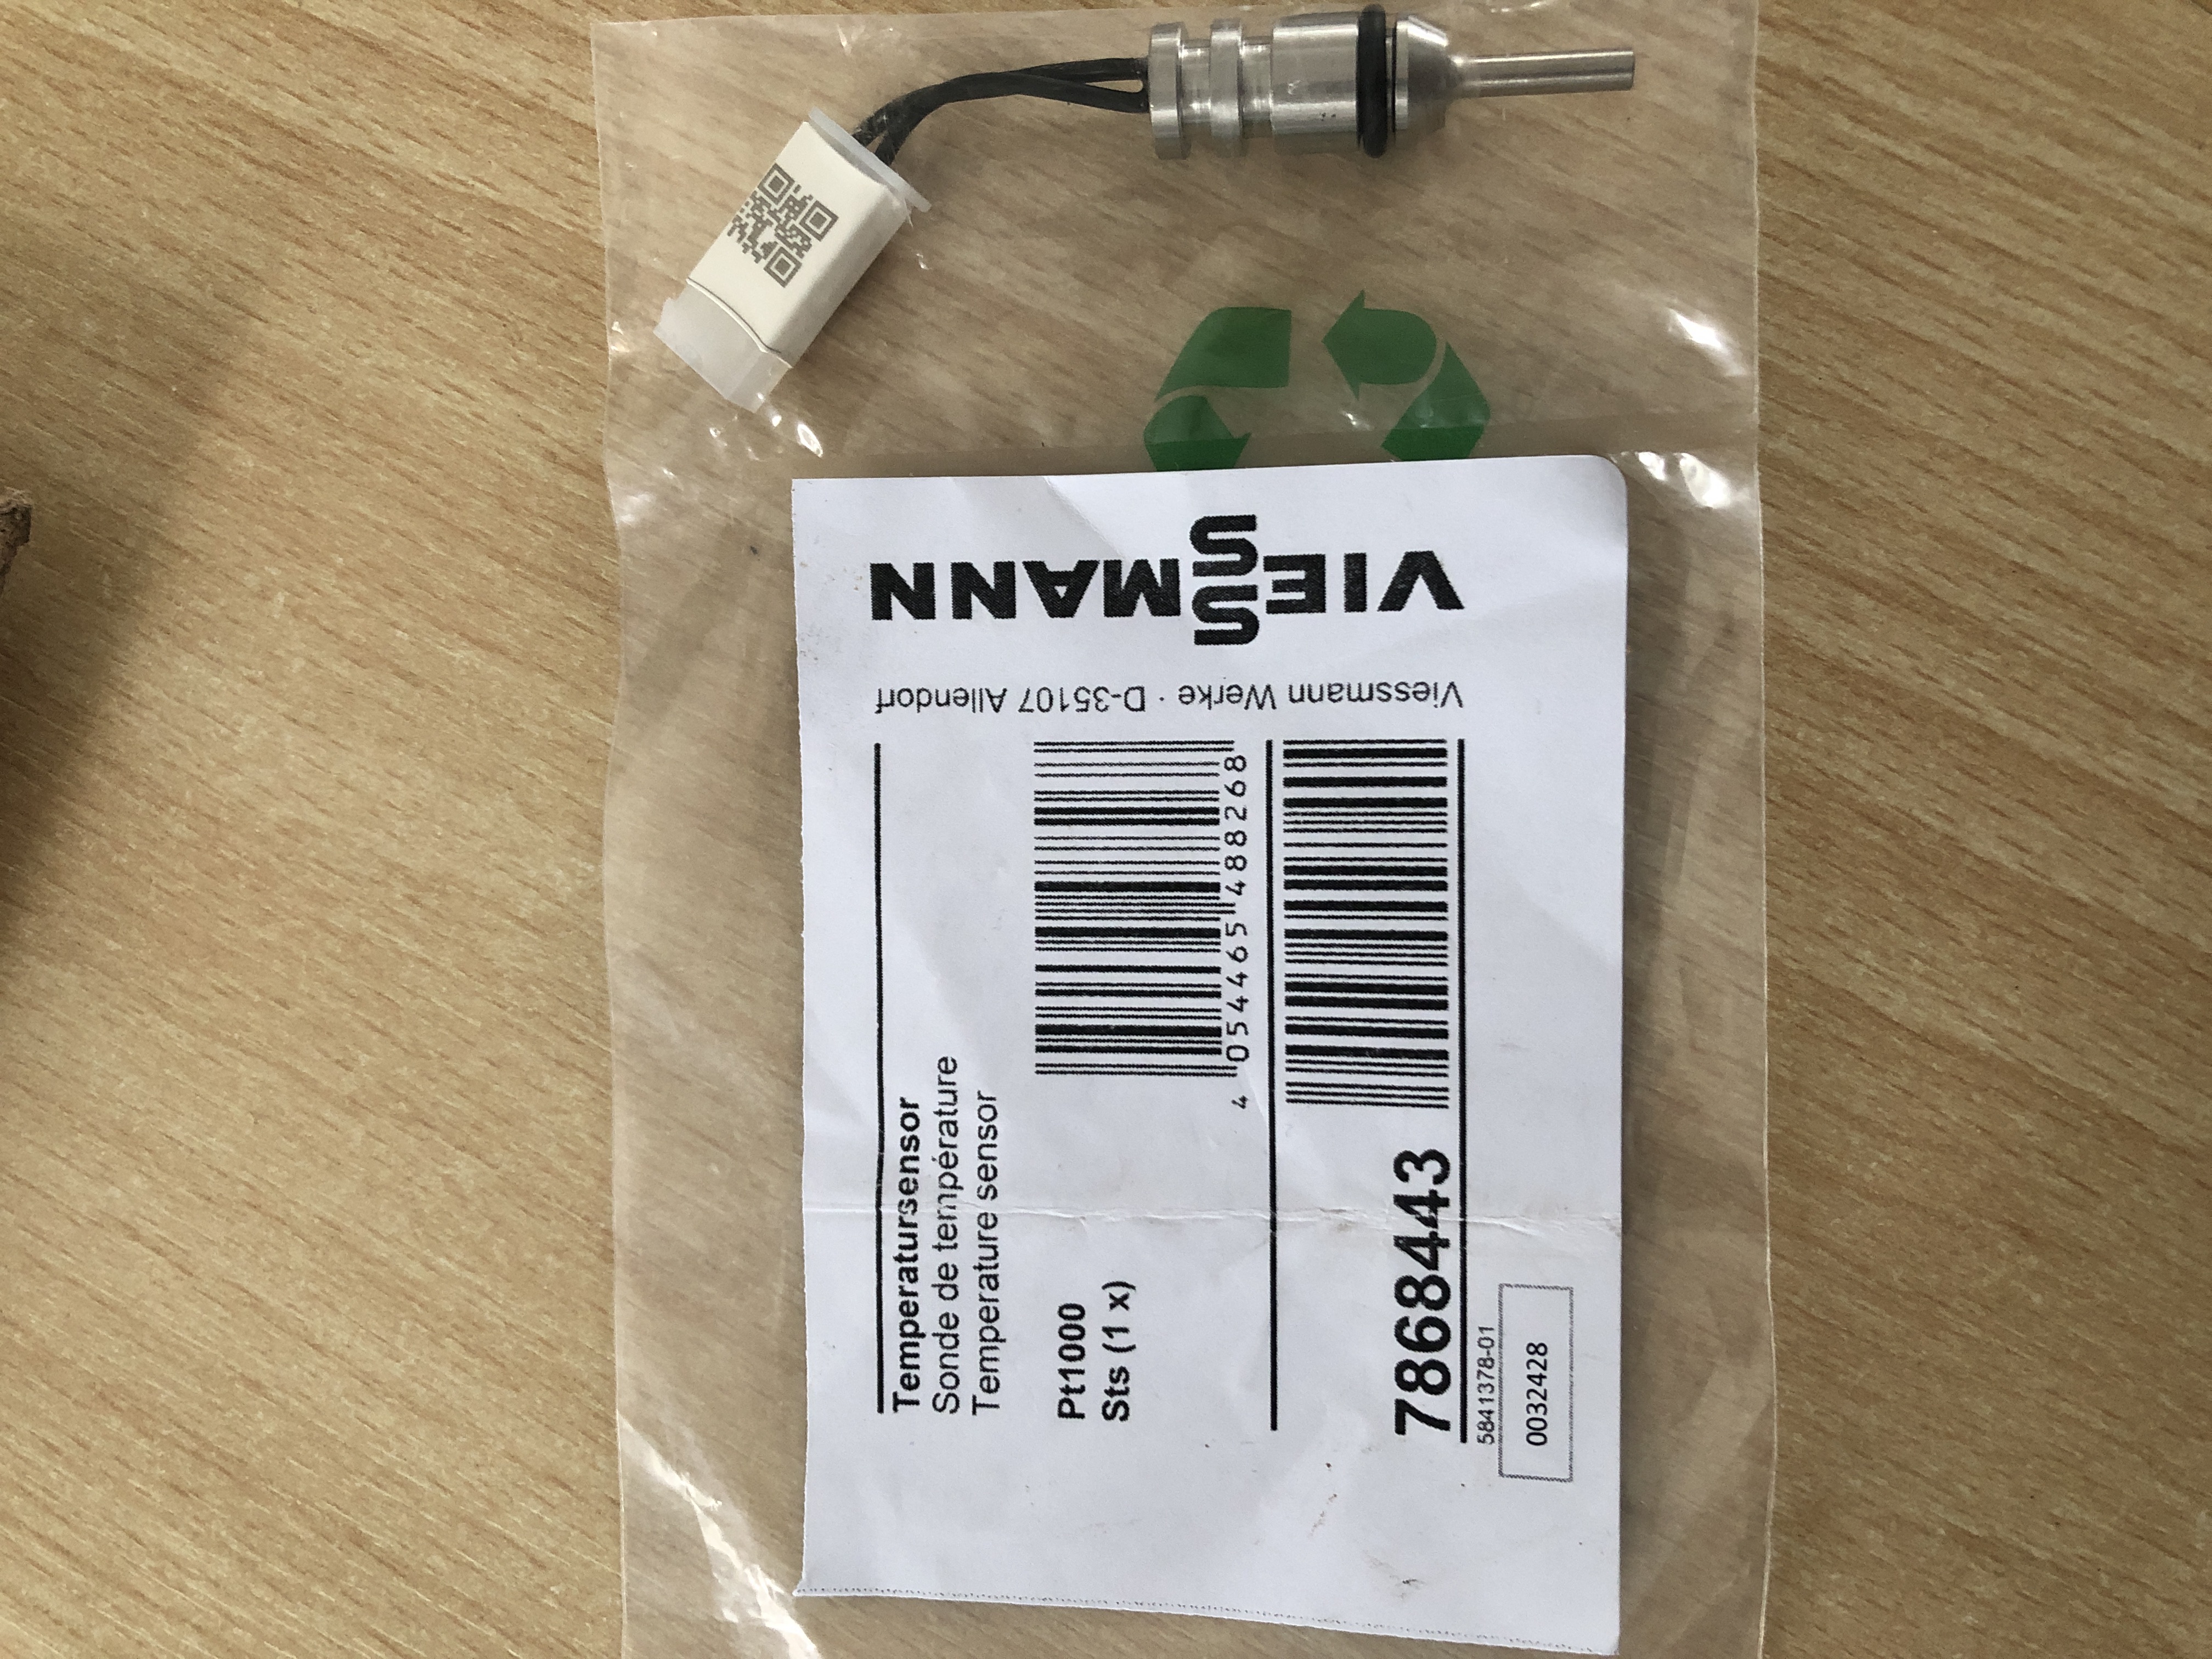 VIESSMANN
Viessmann Werke · D-35107 Allendorf
Temperatursensor
Sonde de température
Temperature sensor
Pt1000
Sts (1 x)
4 054465 488268
7868443
5841378-01
0032428